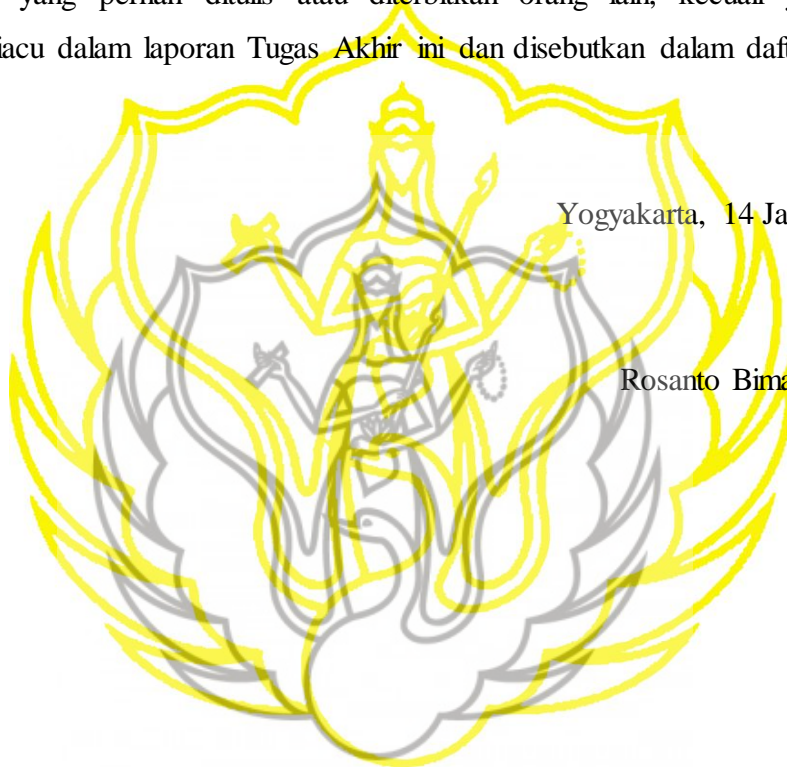 yang pernah ditulis atau diterbitkan orang lain, kecuali
iacu dalam laporan Tugas Akhir ini dan disebutkan dalam daft
Yogyakarta, 14 Ja
Rosanto Bima